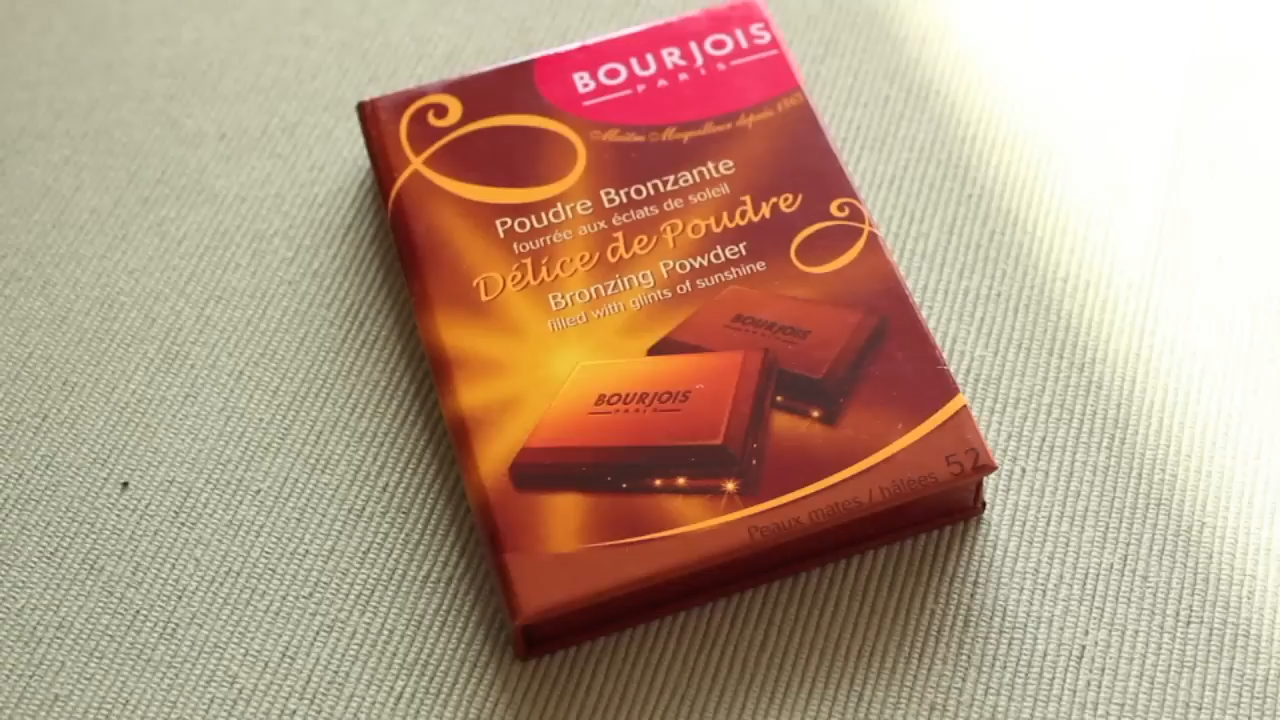 BOURJOIS
PARIS
Maître Maquilleur depuis 1863
Poudre Bronzante
fourrée aux éclats de soleil
Délice de Poudre
Bronzing Powder
filled with glints of sunshine
BOURJOIS
PARIS
BOURJOIS
PARIS
Peaux mates / hâlées 52